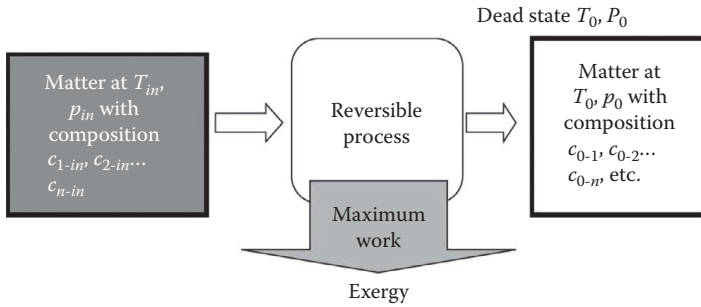 Dead state T0, P0
Matter at Tin,
pin with
composition
c1-in, c2-in...
cn-in
Reversible
process
Matter at
T0, p0 with
composition
c0-1, c0-2...
c0-n, etc.
Maximum
work
Exergy